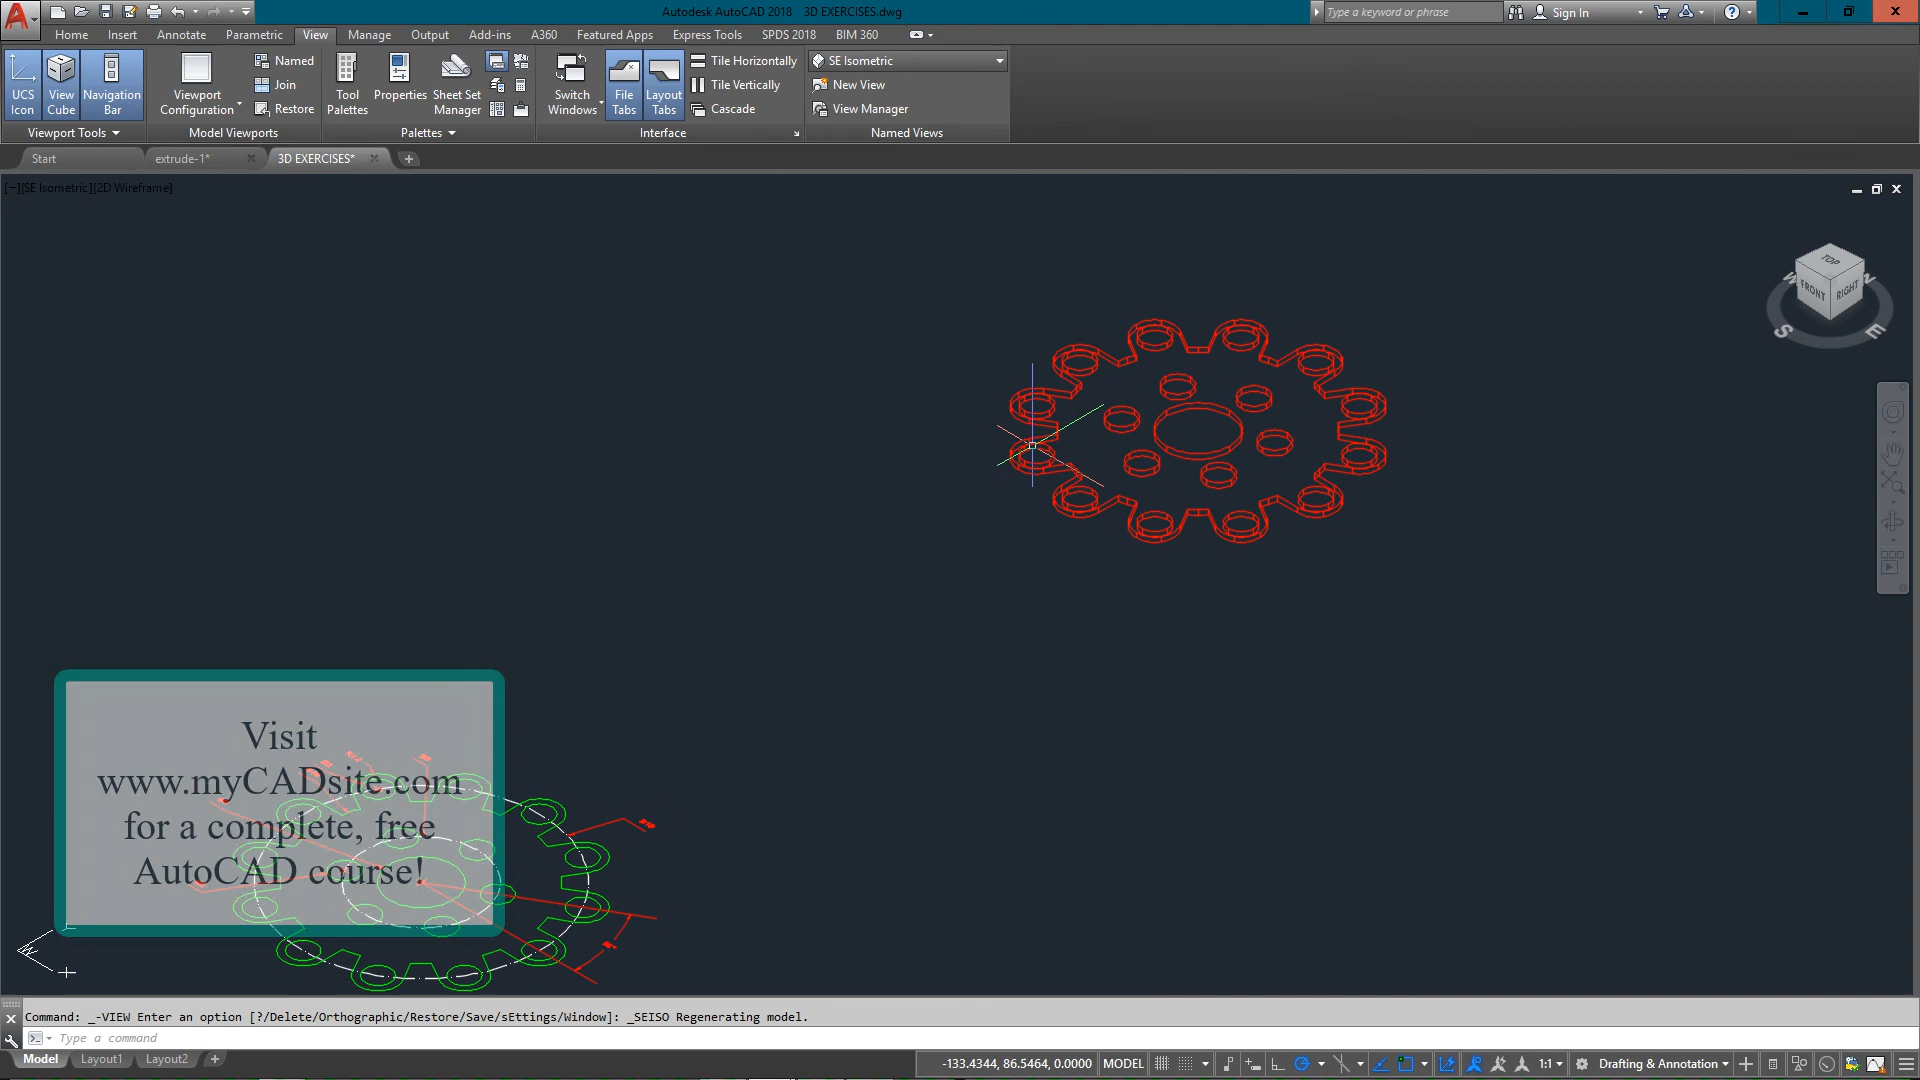 Autodesk AutoCAD 2018   3D EXERCISES.dwg
Type a keyword or phrase
Sign In
Home Insert Annotate Parametric View Manage Output Add-ins A360 Featured Apps Express Tools SPDS 2018 BIM 360
UCS Icon
View Cube
Navigation Bar
Viewport Configuration
Named
Join
Restore
Tool Palettes
Properties
Sheet Set Manager
Switch Windows
File Tabs
Layout Tabs
Tile Horizontally
Tile Vertically
Cascade
SE Isometric
New View
View Manager
Viewport Tools
Model Viewports
Palettes
Interface
Named Views
Start
extrude-1*
3D EXERCISES*
[−][SE Isometric][2D Wireframe]
TOP
FRONT
RIGHT
W
N
S
E
Visit
www.myCADsite.com
for a complete, free
AutoCAD course!
Command: _-VIEW Enter an option [?/Delete/Orthographic/Restore/Save/sEttings/Window]: _SEISO Regenerating model.
Type a command
Model
Layout1
Layout2
-133.4344, 86.5464, 0.0000
MODEL
1:1
Drafting & Annotation